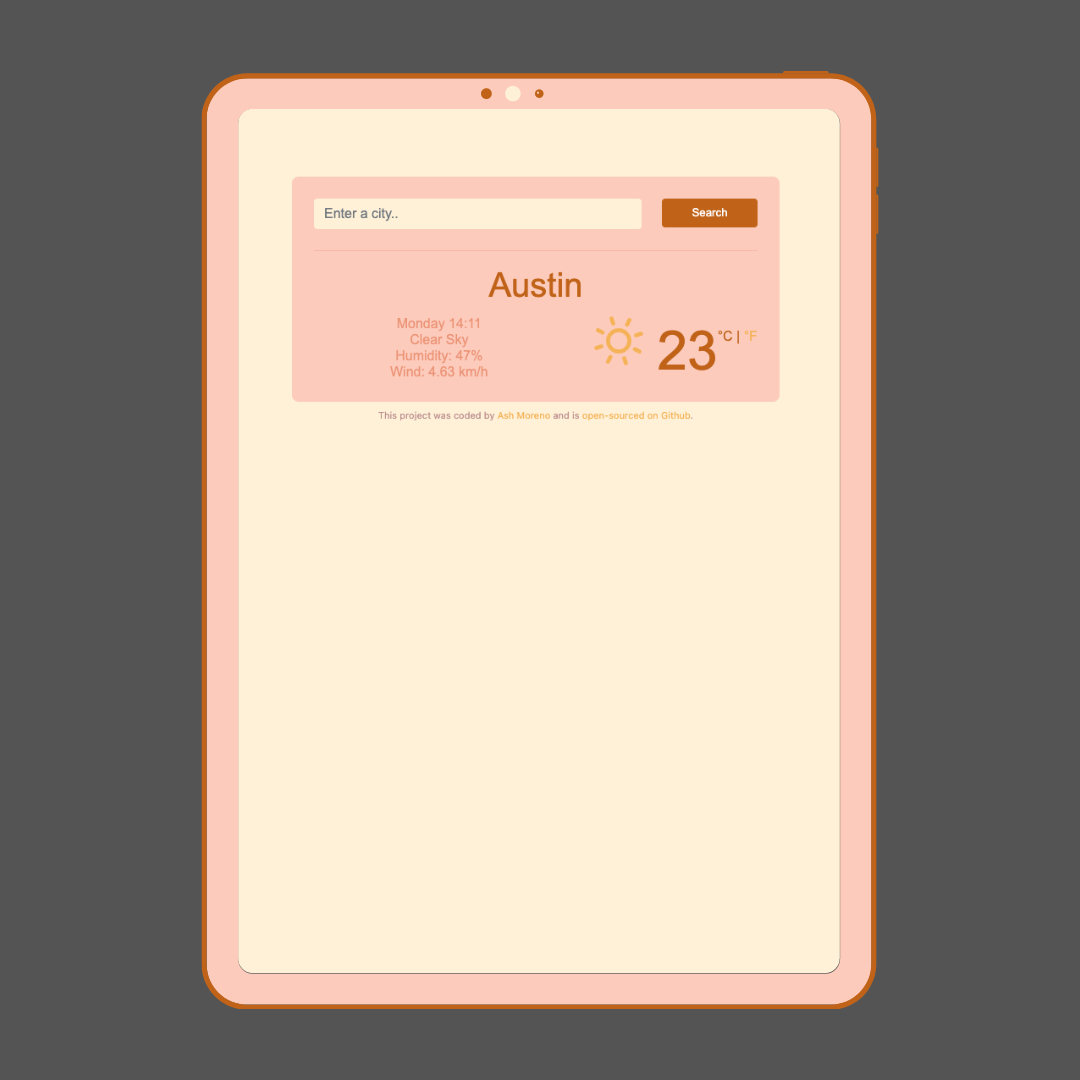 Enter a city..
Search
Austin
Monday 14:11
Clear Sky
Humidity: 47%
Wind: 4.63 km/h
23 °C | °F
This project was coded by Ash Moreno and is open-sourced on Github.